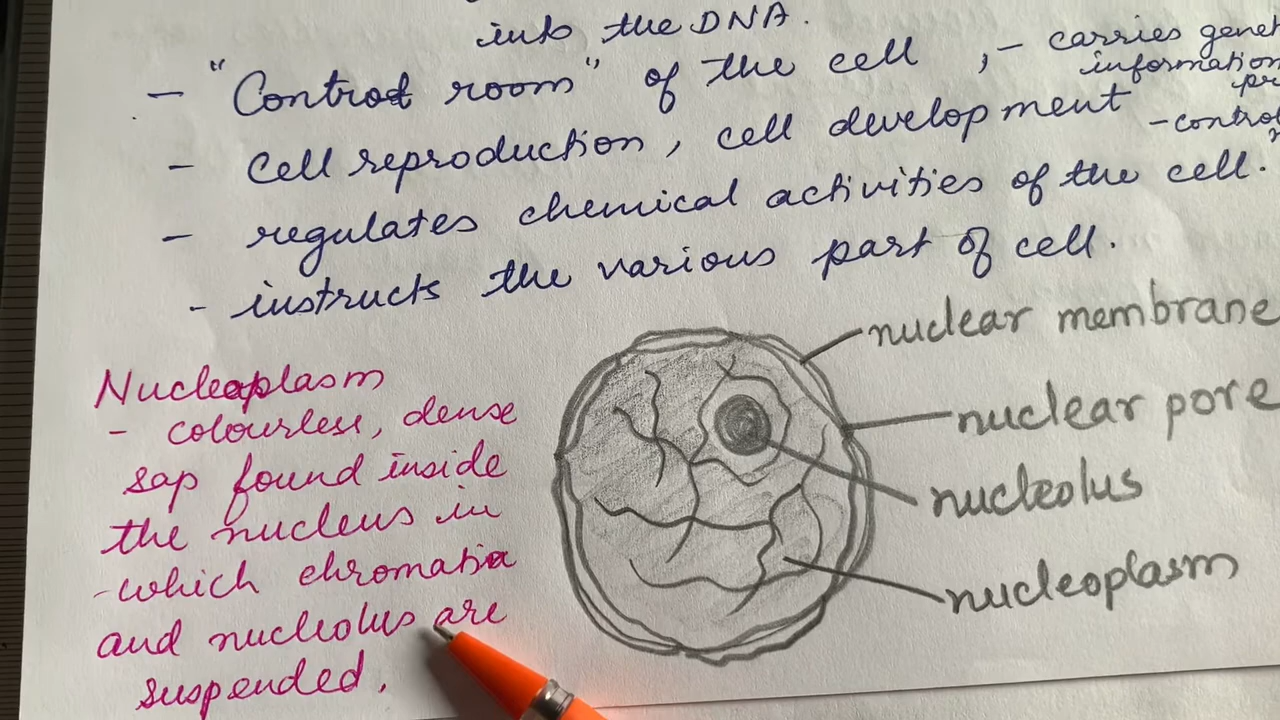 into the DNA.
- "Control room" of the cell , - carries
information
- Cell reproduction, cell development
- regulates chemical activities of the cell.
- instructs the various part of cell.
nuclear membrane
nuclear pore
nucleolus
nucleoplasm
Nucleoplasm
- colourless, dense
sap found inside
the nucleus in
- which chromatin
and nucleolus are
suspended.